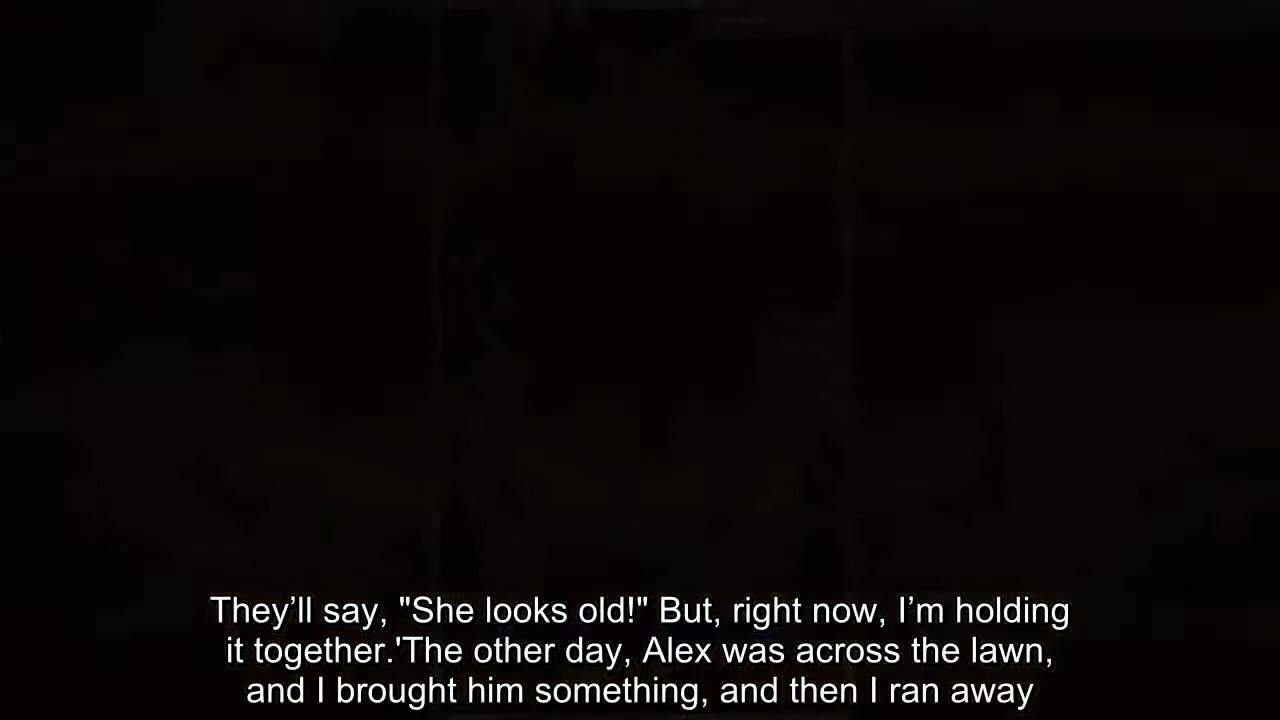 They’ll say, "She looks old!" But, right now, I’m holding
it together.'The other day, Alex was across the lawn,
and I brought him something, and then I ran away